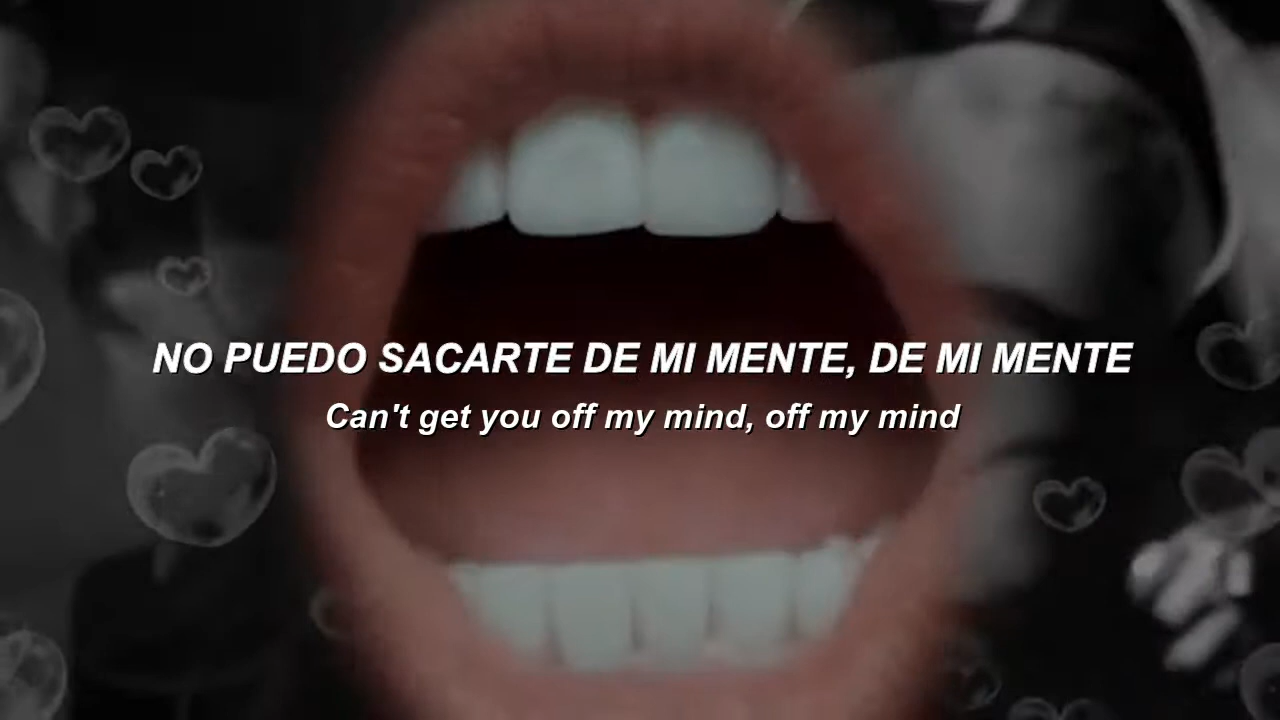 NO PUEDO SACARTE DE MI MENTE, DE MI MENTE
Can't get you off my mind, off my mind